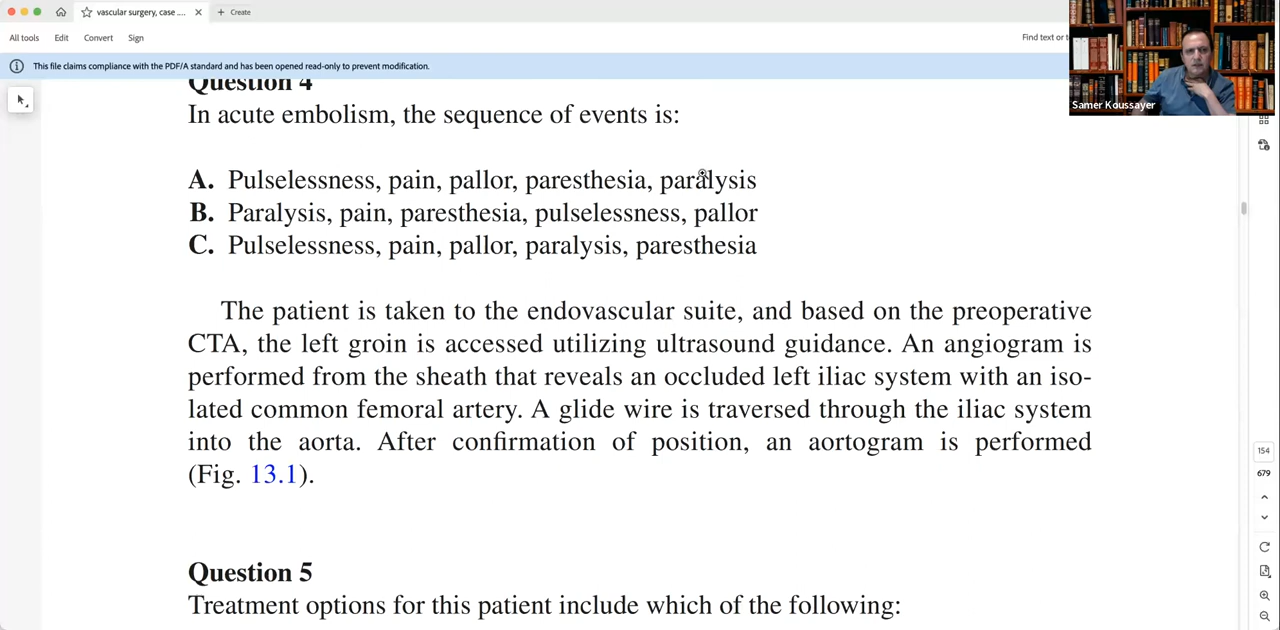 vascular surgery, case ....
Create
All tools
Edit
Convert
Sign
Find text or t
This file claims compliance with the PDF/A standard and has been opened read-only to prevent modification.
Samer Koussayer
Question 4
In acute embolism, the sequence of events is:
A. Pulselessness, pain, pallor, paresthesia, paralysis
B. Paralysis, pain, paresthesia, pulselessness, pallor
C. Pulselessness, pain, pallor, paralysis, paresthesia
The patient is taken to the endovascular suite, and based on the preoperative
CTA, the left groin is accessed utilizing ultrasound guidance. An angiogram is
performed from the sheath that reveals an occluded left iliac system with an iso-
lated common femoral artery. A glide wire is traversed through the iliac system
into the aorta. After confirmation of position, an aortogram is performed
(Fig. 13.1).
Question 5
Treatment options for this patient include which of the following:
154
679